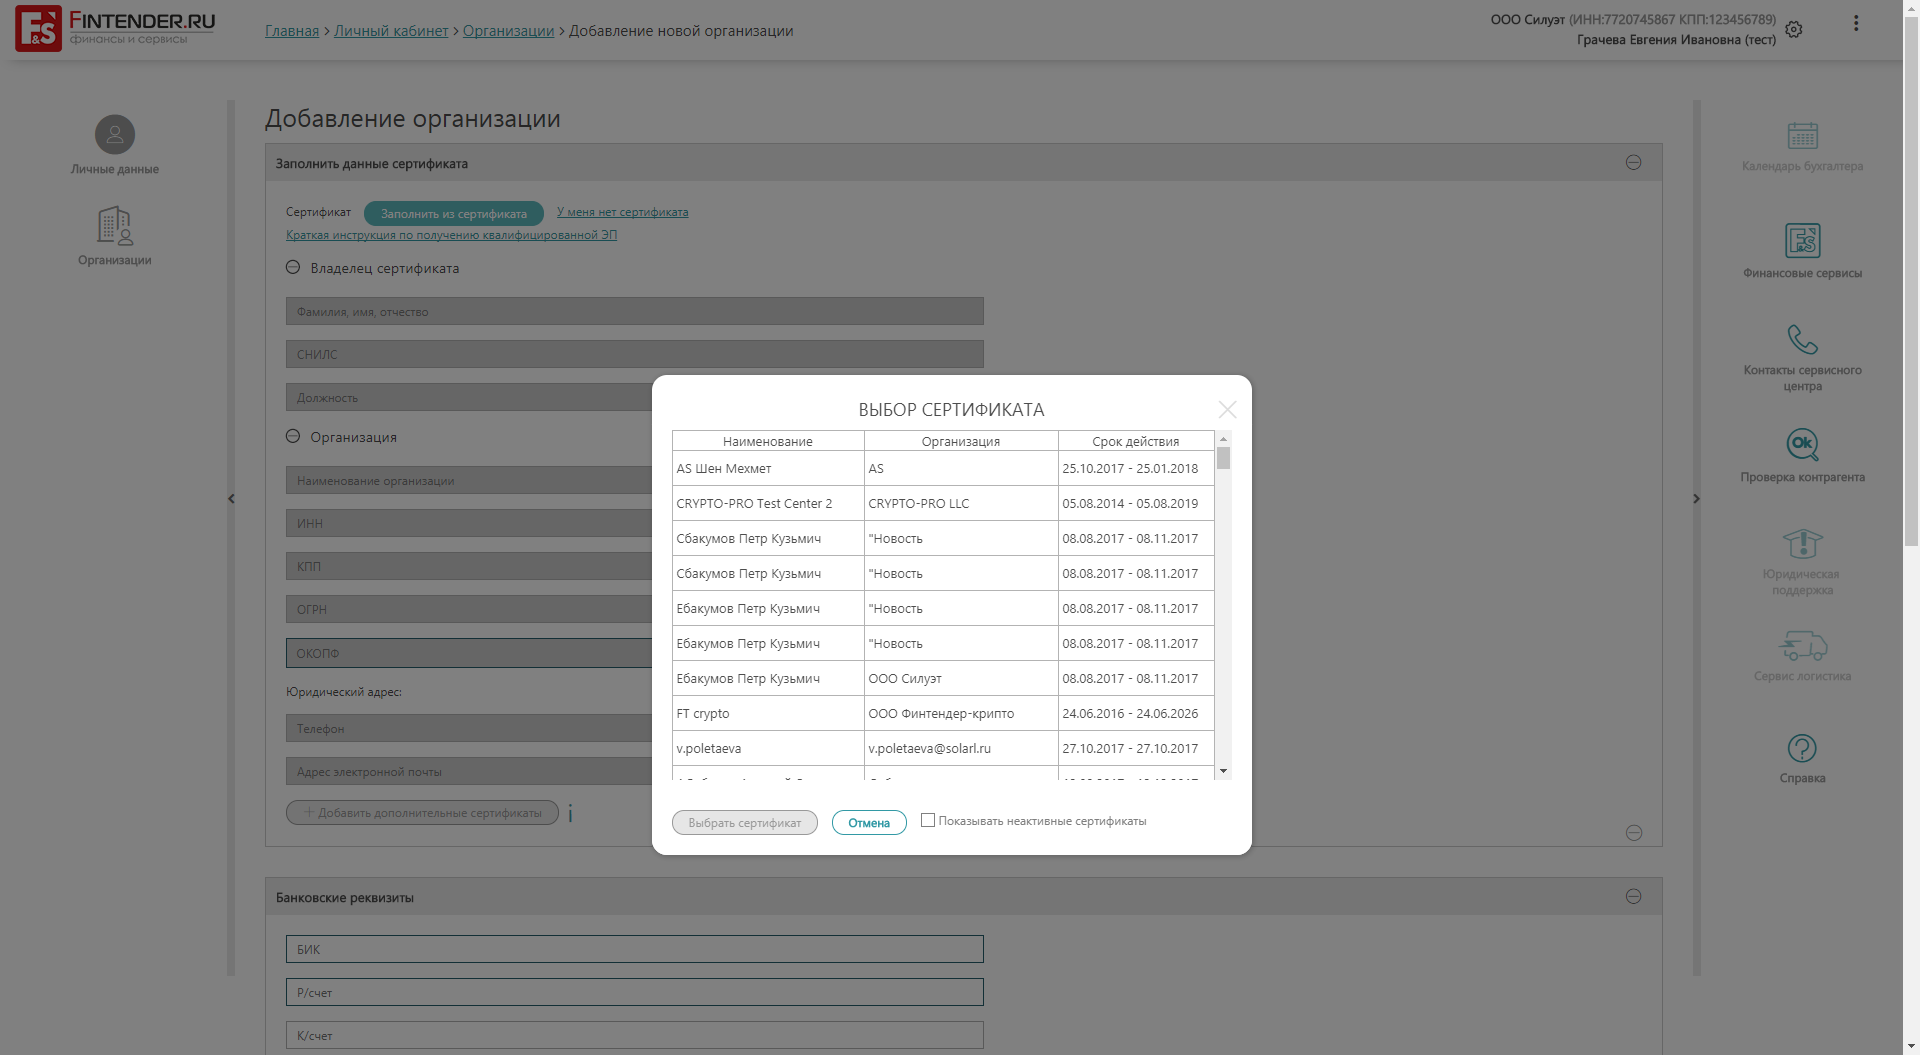 FINTENDER.RU
F&S
финансы и сервисы
Главная > Личный кабинет > Организации > Добавление новой организации
ООО Силуэт (ИНН:7720745867 КПП:123456789)
Грачева Евгения Ивановна (тест)
Личные данные
Организации
Добавление организации
Заполнить данные сертификата
Сертификат Заполнить из сертификата У меня нет сертификата
Краткая инструкция по получению квалифицированной ЭП
Владелец сертификата
Фамилия, имя, отчество
СНИЛС
Должность
Организация
Наименование организации
ИНН
КПП
ОГРН
ОКОПФ
Юридический адрес:
Телефон
Адрес электронной почты
+ Добавить дополнительные сертификаты i
ВЫБОР СЕРТИФИКАТА
Наименование Организация Срок действия
AS Шен Мехмет AS 25.10.2017 - 25.01.2018
CRYPTO-PRO Test Center 2 CRYPTO-PRO LLC 05.08.2014 - 05.08.2019
Сбакумов Петр Кузьмич "Новость 08.08.2017 - 08.11.2017
Сбакумов Петр Кузьмич "Новость 08.08.2017 - 08.11.2017
Ебакумов Петр Кузьмич "Новость 08.08.2017 - 08.11.2017
Ебакумов Петр Кузьмич "Новость 08.08.2017 - 08.11.2017
Ебакумов Петр Кузьмич ООО Силуэт 08.08.2017 - 08.11.2017
FT crypto ООО Финтендер-крипто 24.06.2016 - 24.06.2026
v.poletaeva v.poletaeva@solarl.ru 27.10.2017 - 27.10.2017
Выбрать сертификат Отмена Показывать неактивные сертификаты
Банковские реквизиты
БИК
Р/счет
К/счет
Календарь бухгалтера
F&S
Финансовые сервисы
Контакты сервисного
центра
Ok
Проверка контрагента
Юридическая
поддержка
Сервис логистика
?
Справка